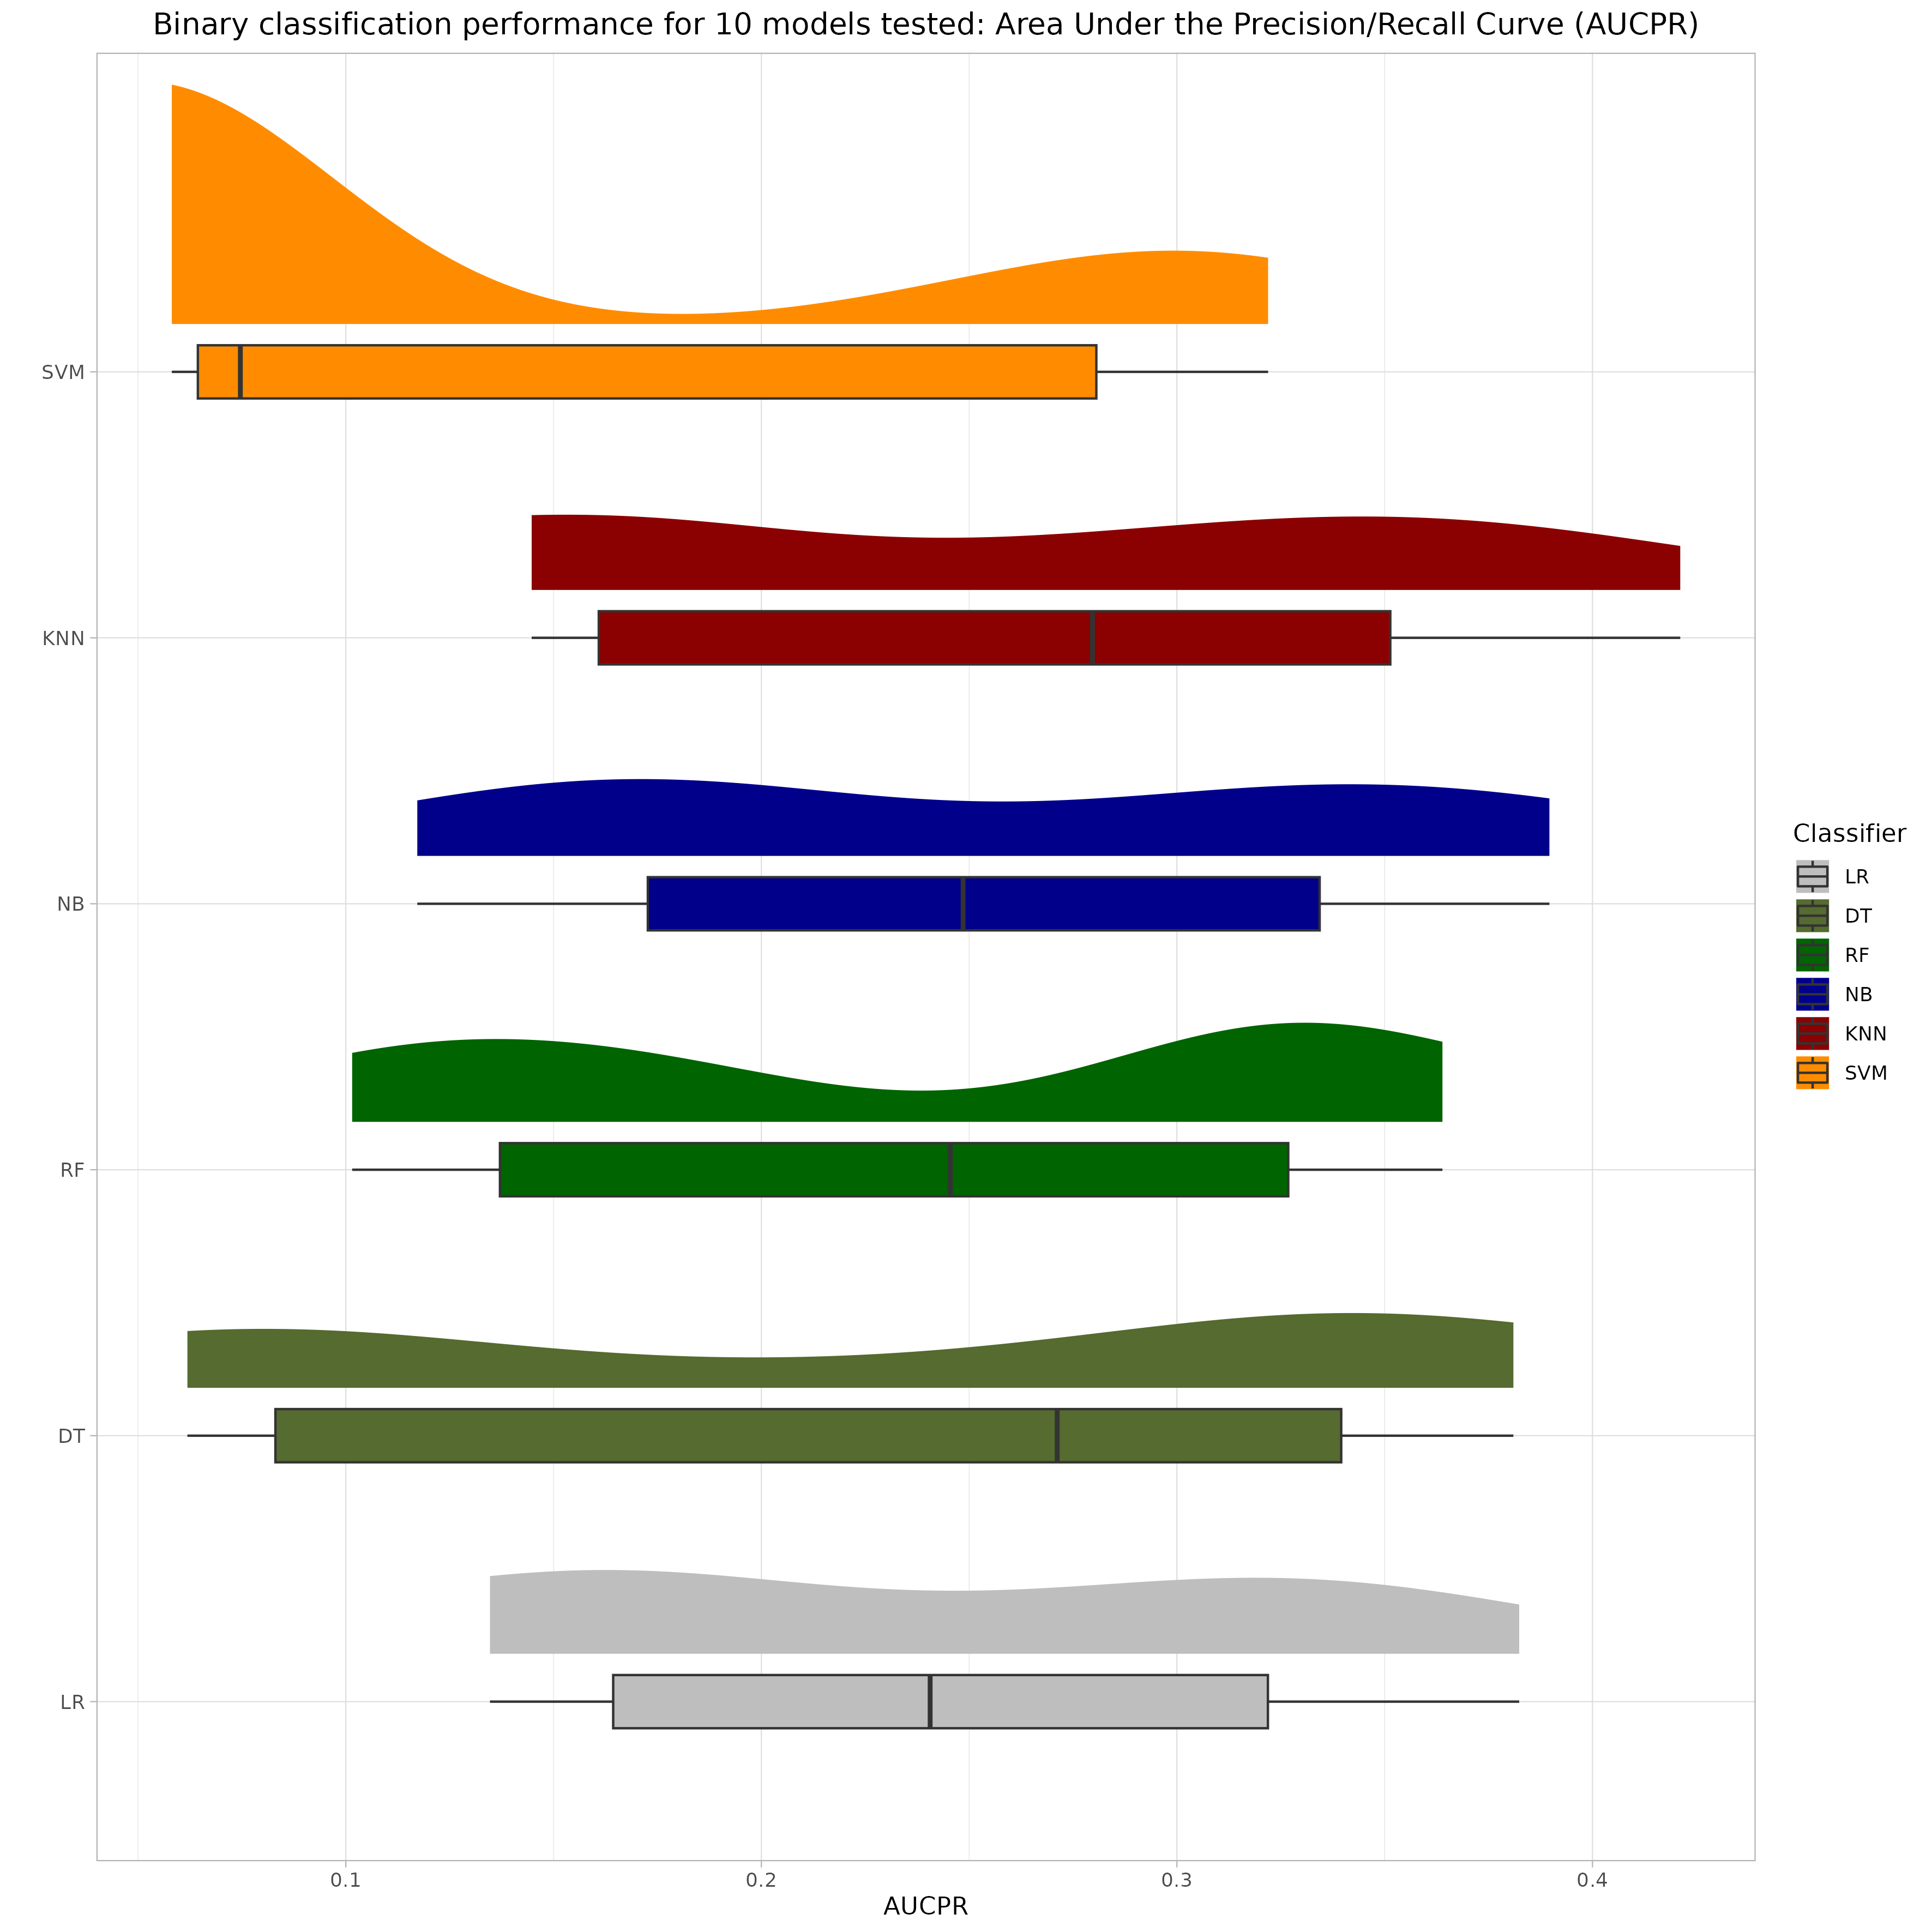 Binary classification performance for 10 models tested: Area Under the Precision/Recall Curve (AUCPR)
SVM
KNN
NB
RF
DT
LR
0.1
0.2
0.3
0.4
AUCPR
Classifier
LR
DT
RF
NB
KNN
SVM